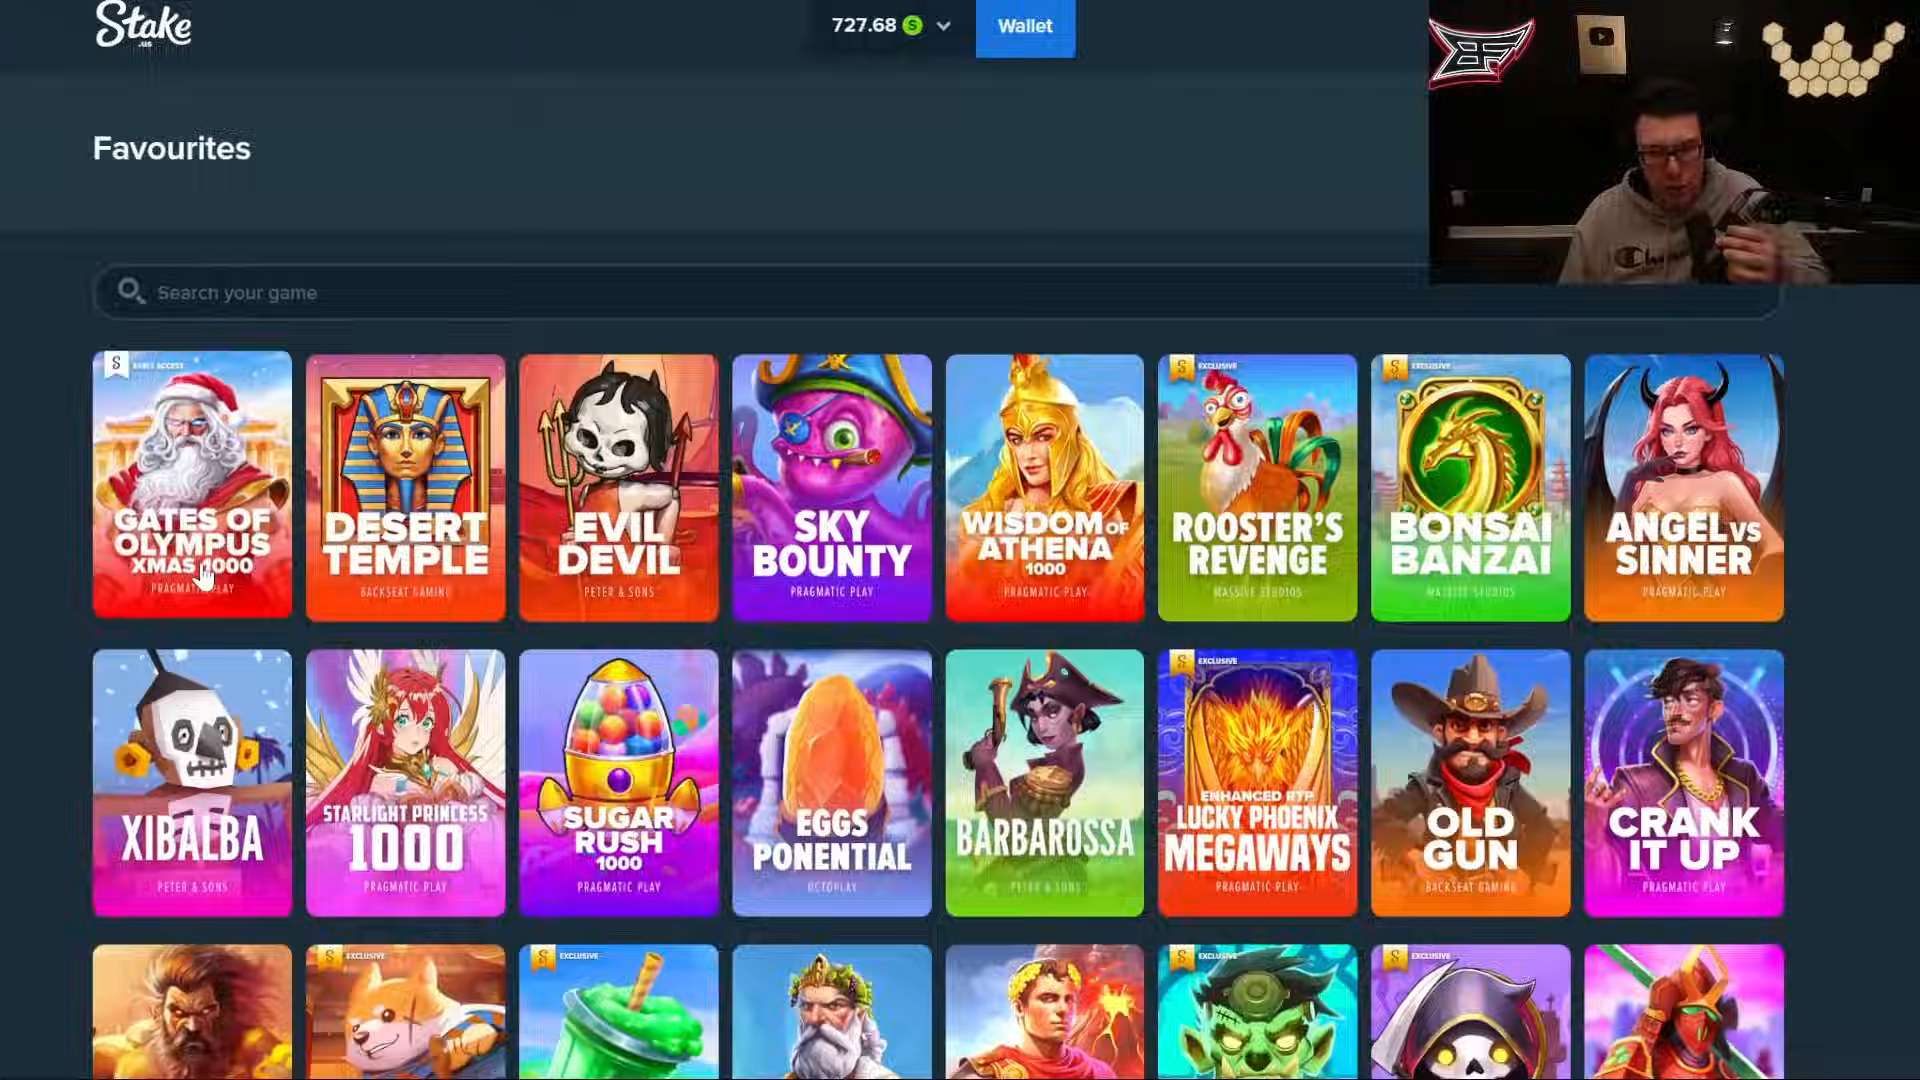 Stake
.us
727.68 S
Wallet
Favourites
Search your game
S EARLY ACCESS
GATES OF
OLYMPUS
XMAS 1000
PRAGMATIC PLAY
DESERT
TEMPLE
BACKSEAT GAMING
EVIL
DEVIL
PETER & SONS
SKY
BOUNTY
PRAGMATIC PLAY
WISDOM OF
ATHENA
1000
PRAGMATIC PLAY
S EXCLUSIVE
ROOSTER'S
REVENGE
MASSIVE STUDIOS
S EXCLUSIVE
BONSAI
BANZAI
MASSIVE STUDIOS
ANGEL VS
SINNER
PRAGMATIC PLAY
XIBALBA
PETER & SONS
STARLIGHT PRINCESS
1000
PRAGMATIC PLAY
SUGAR
RUSH
1000
PRAGMATIC PLAY
EGGS
PONENTIAL
OCTOPLAY
BARBAROSSA
PETER & SONS
S EXCLUSIVE
ENHANCED RTP
LUCKY PHOENIX
MEGAWAYS
PRAGMATIC PLAY
OLD
GUN
BACKSEAT GAMING
CRANK
IT UP
PRAGMATIC PLAY
S EXCLUSIVE
S EXCLUSIVE
S EXCLUSIVE
S EXCLUSIVE